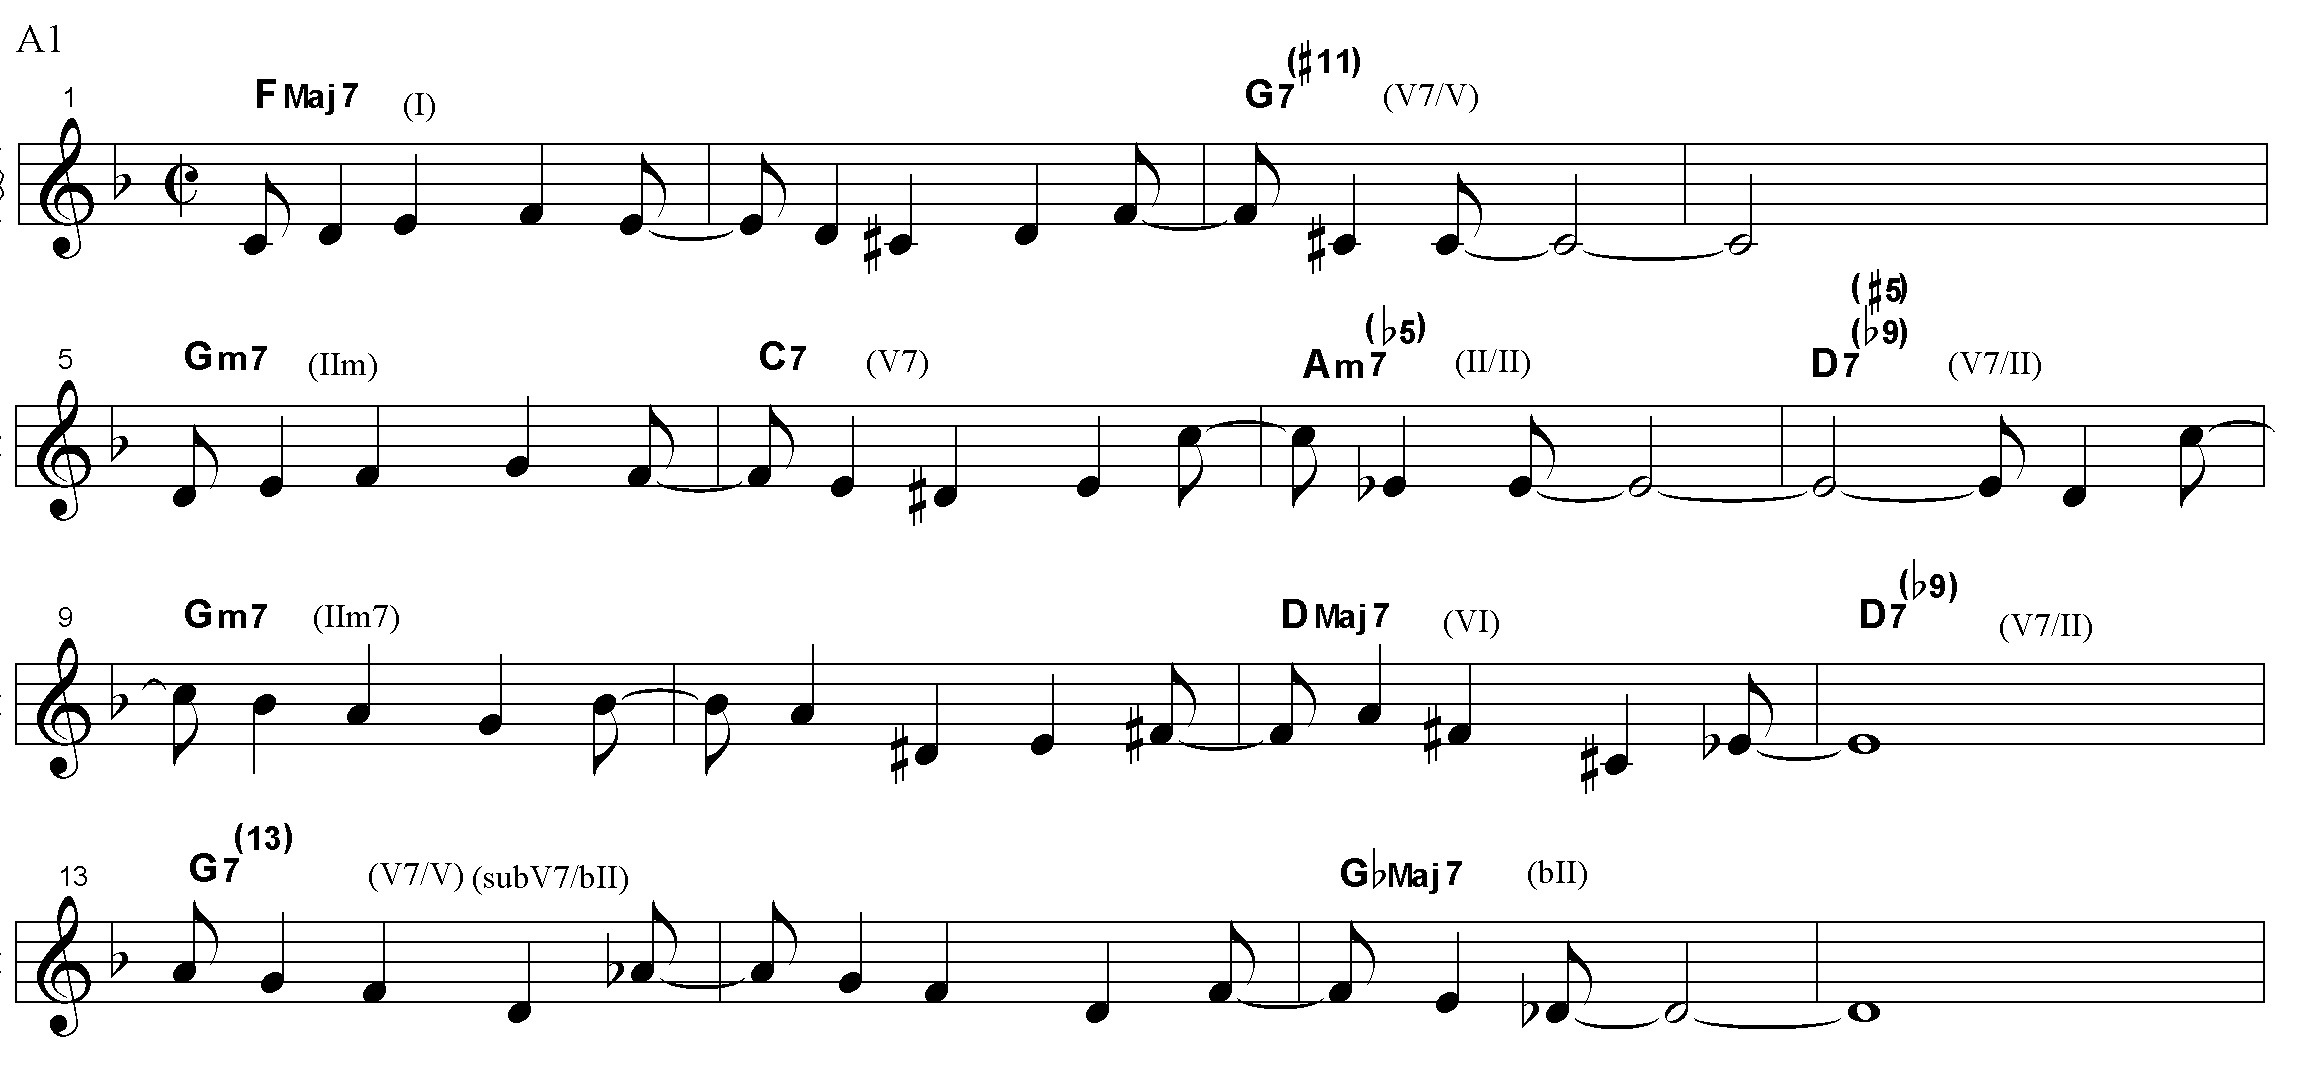 A1
1 FMaj7 (I) G7(♯11) (V7/V)
5 Gm7 (IIm) C7 (V7) Am7(♭5) (II/II) D7(♯5)(♭9) (V7/II)
9 Gm7 (IIm7) DMaj7 (VI) D7(♭9) (V7/II)
13 G7(13) (V7/V) (subV7/bII) G♭Maj7 (bII)